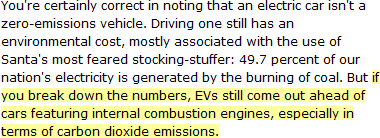 You're certainly correct in noting that an electric car isn't a
zero-emissions vehicle. Driving one still has an
environmental cost, mostly associated with the use of
Santa's most feared stocking-stuffer: 49.7 percent of our
nation's electricity is generated by the burning of coal. But if
you break down the numbers, EVs still come out ahead of
cars featuring internal combustion engines, especially in
terms of carbon dioxide emissions.